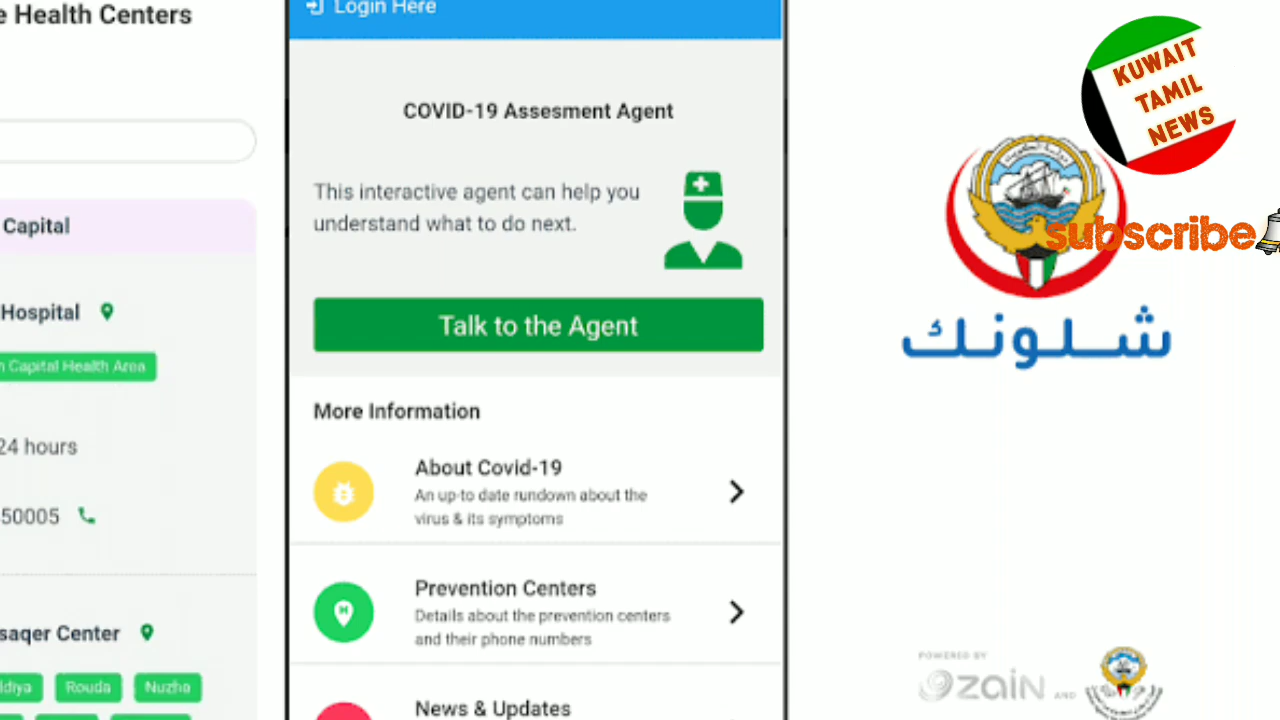 e Health Centers
Capital
Hospital
n Capital Health Area
24 hours
50005
saqer Center
Rouda
Nuzha
Login Here
COVID-19 Assesment Agent
This interactive agent can help you
understand what to do next.
Talk to the Agent
More Information
About Covid-19
An up-to date rundown about the
virus & its symptoms
Prevention Centers
Details about the prevention centers
and their phone numbers
News & Updates
KUWAIT
TAMIL
NEWS
subscribe
شلونك
POWERED BY
zain AND